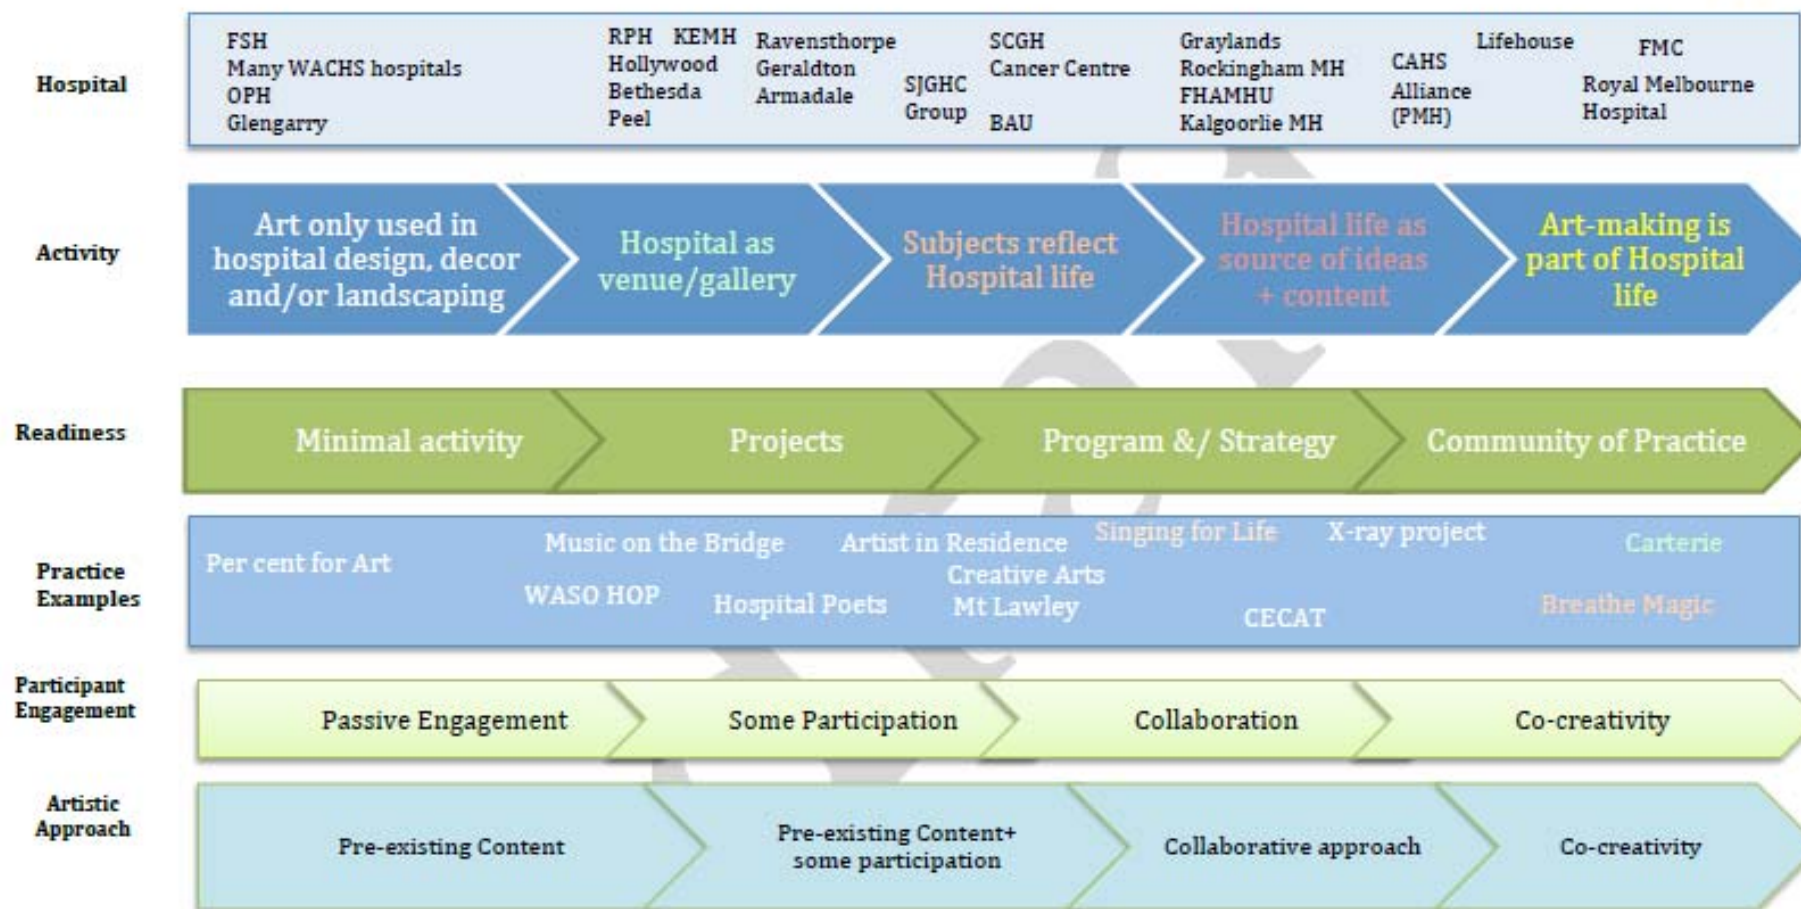 Hospital
FSH
Many WACHS hospitals
OPH
Glengarry
RPH KEMH
Hollywood
Bethesda
Peel
Ravensthorpe
Geraldton
Armadale
SJGHC
Group
SCGH
Cancer Centre
BAU
Graylands
Rockingham MH
FHAMHU
Kalgoorlie MH
CAHS
Alliance
(PMH)
Lifehouse
FMC
Royal Melbourne
Hospital
Activity
Art only used in
hospital design, decor
and/or landscaping
Hospital as
venue/gallery
Subjects reflect
Hospital life
Hospital life as
source of ideas
+ content
Art-making is
part of Hospital
life
Readiness
Minimal activity
Projects
Program &/ Strategy
Community of Practice
Practice
Examples
Per cent for Art
Music on the Bridge
WASO HOP
Hospital Poets
Artist in Residence
Creative Arts
Mt Lawley
Singing for Life
X-ray project
CECAT
Carterie
Breathe Magic
Participant
Engagement
Passive Engagement
Some Participation
Collaboration
Co-creativity
Artistic
Approach
Pre-existing Content
Pre-existing Content+
some participation
Collaborative approach
Co-creativity